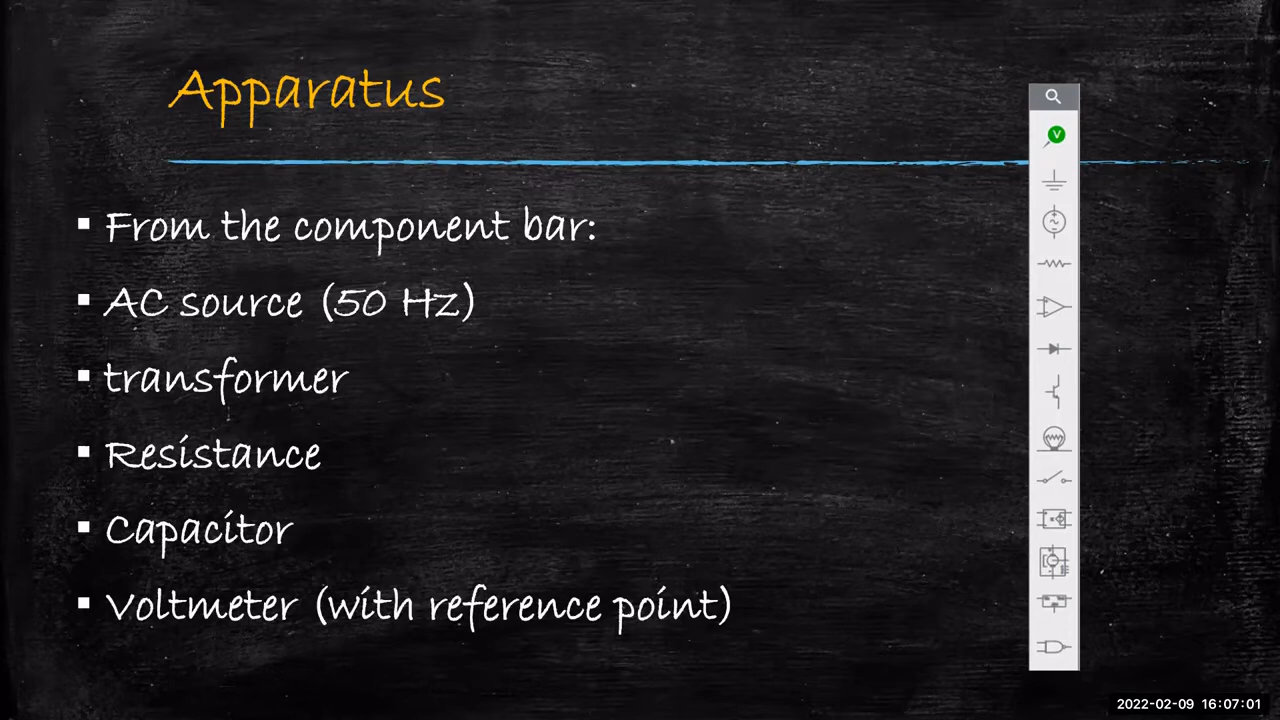 Apparatus
From the component bar:
AC source (50 Hz)
transformer
Resistance
Capacitor
Voltmeter (with reference point)
V
2022-02-09 16:07:01